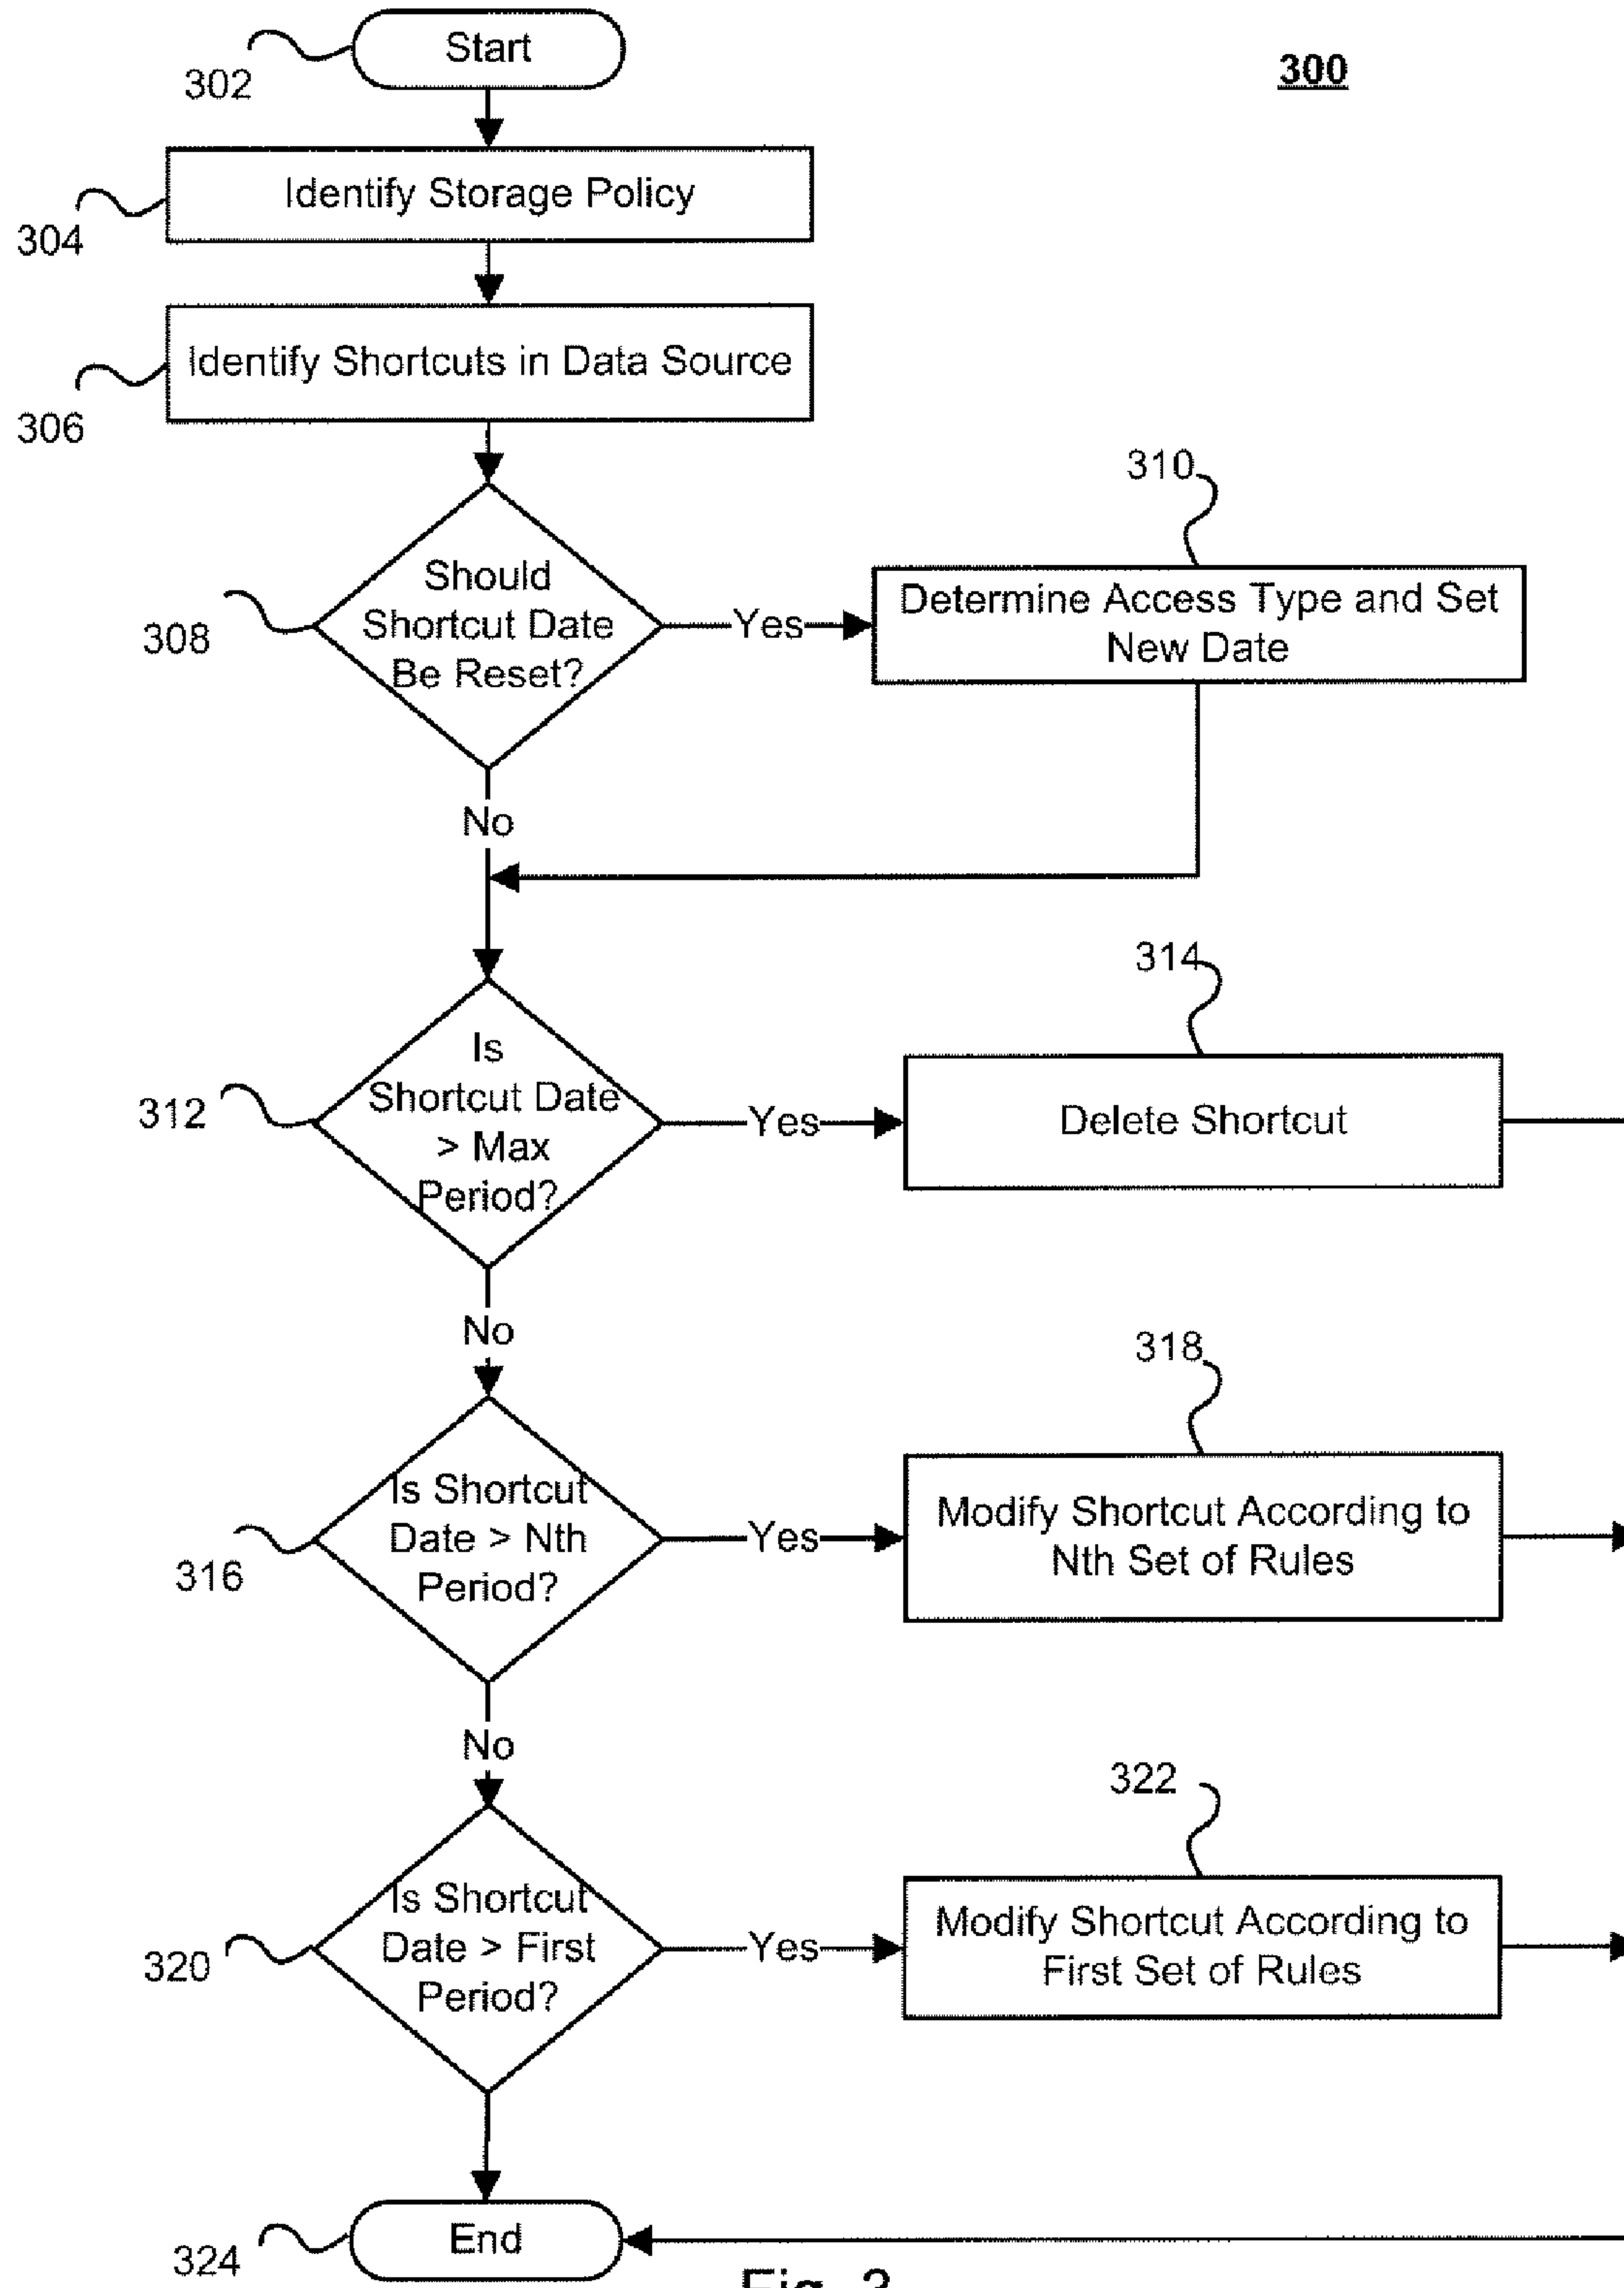 300
Start
302
Identify Storage Policy
304
Identify Shortcuts in Data Source
306
310
Should
Shortcut Date
Be Reset?
308
Yes
Determine Access Type and Set
New Date
No
314
Is
Shortcut Date
> Max
Period?
312
Yes
Delete Shortcut
No
318
Is Shortcut
Date > Nth
Period?
316
Yes
Modify Shortcut According to
Nth Set of Rules
No
322
Is Shortcut
Date > First
Period?
320
Yes
Modify Shortcut According to
First Set of Rules
End
324
Fig. 3